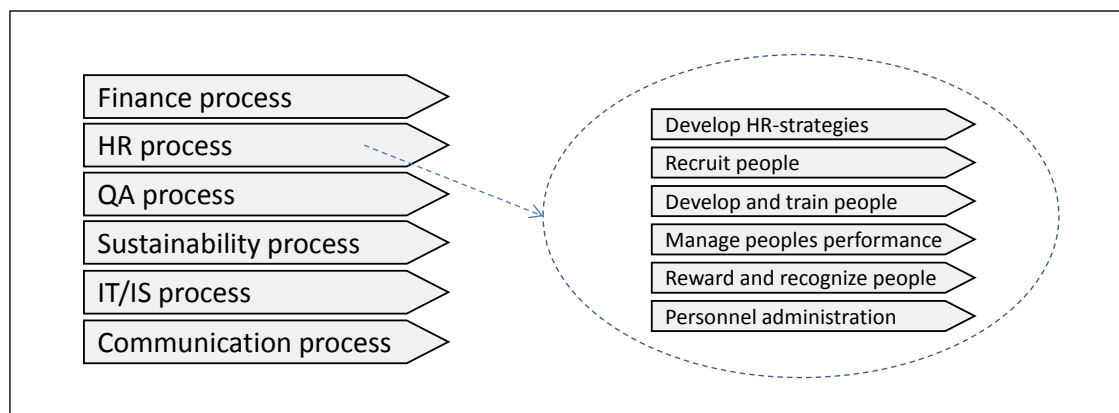 Finance process
HR process
QA process
Sustainability process
IT/IS process
Communication process
Develop HR-strategies
Recruit people
Develop and train people
Manage peoples performance
Reward and recognize people
Personnel administration